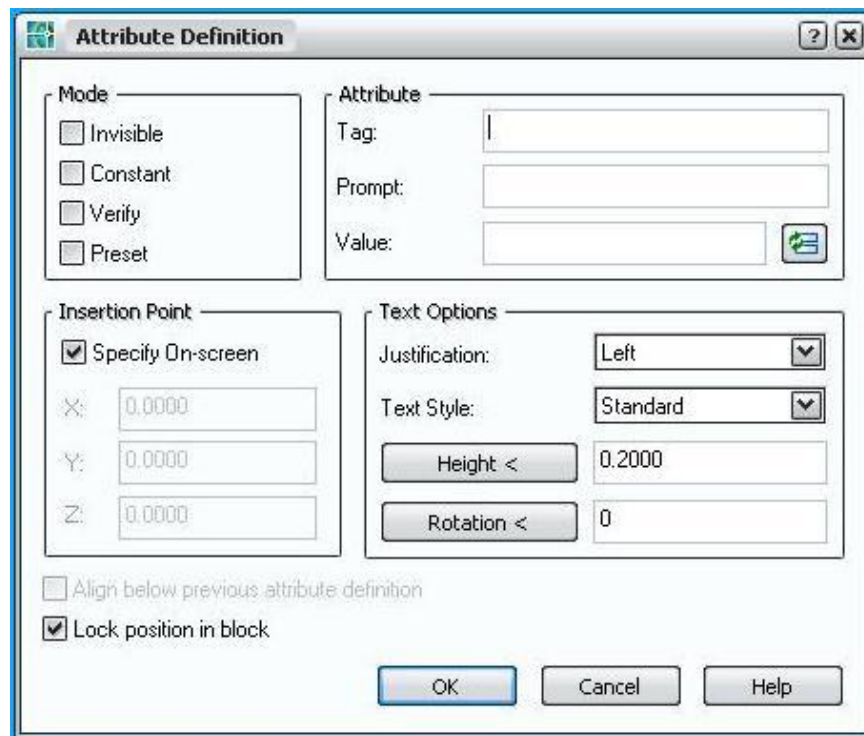 Attribute Definition
Mode
Invisible
Constant
Verify
Preset
Attribute
Tag:
Prompt:
Value:
Insertion Point
Specify On-screen
X: 0.0000
Y: 0.0000
Z: 0.0000
Text Options
Justification: Left
Text Style: Standard
Height < 0.2000
Rotation < 0
Align below previous attribute definition
Lock position in block
OK Cancel Help